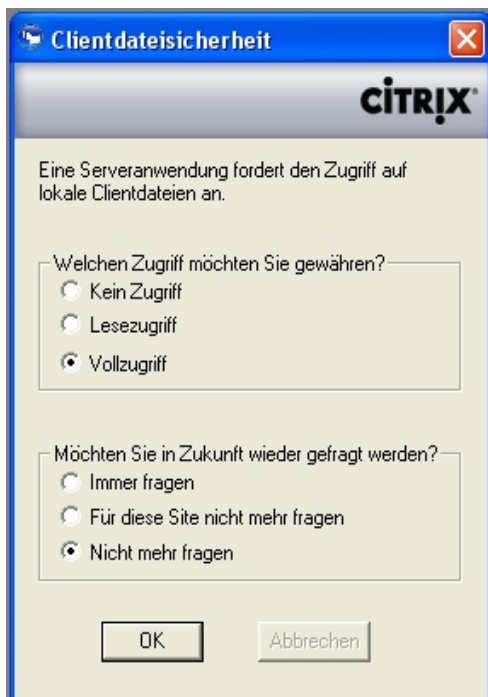 Clientdateisicherheit
CİTRIX®
Eine Serveranwendung fordert den Zugriff auf
lokale Clientdateien an.
Welchen Zugriff möchten Sie gewähren?
Kein Zugriff
Lesezugriff
Vollzugriff
Möchten Sie in Zukunft wieder gefragt werden?
Immer fragen
Für diese Site nicht mehr fragen
Nicht mehr fragen
OK
Abbrechen